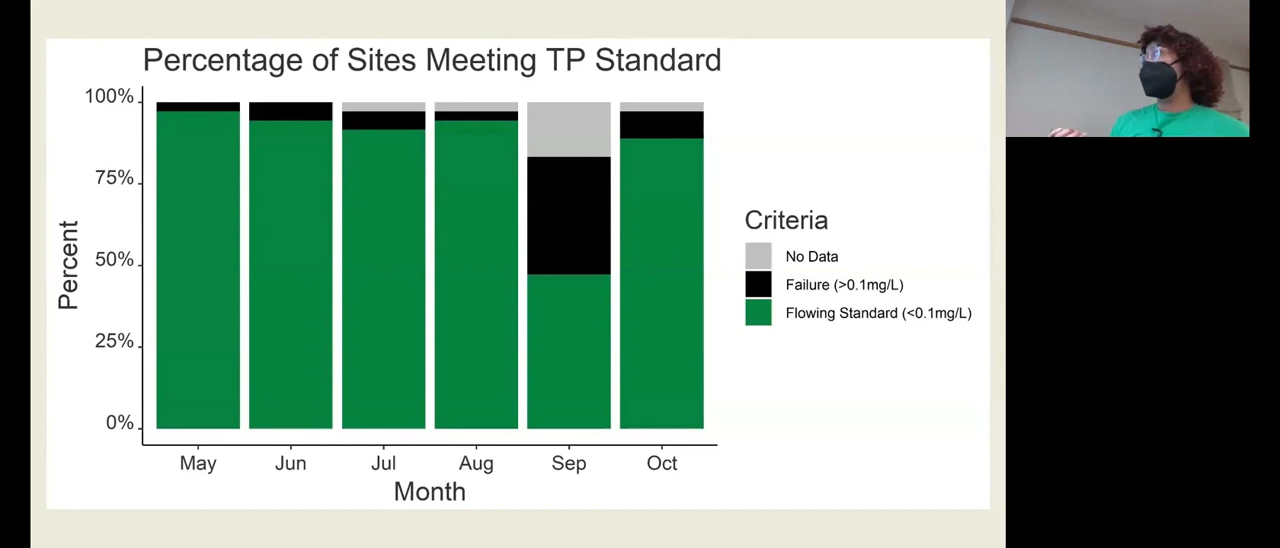 Percentage of Sites Meeting TP Standard
100%
75%
50%
25%
0%
Percent
May Jun Jul Aug Sep Oct
Month
Criteria
No Data
Failure (>0.1mg/L)
Flowing Standard (<0.1mg/L)